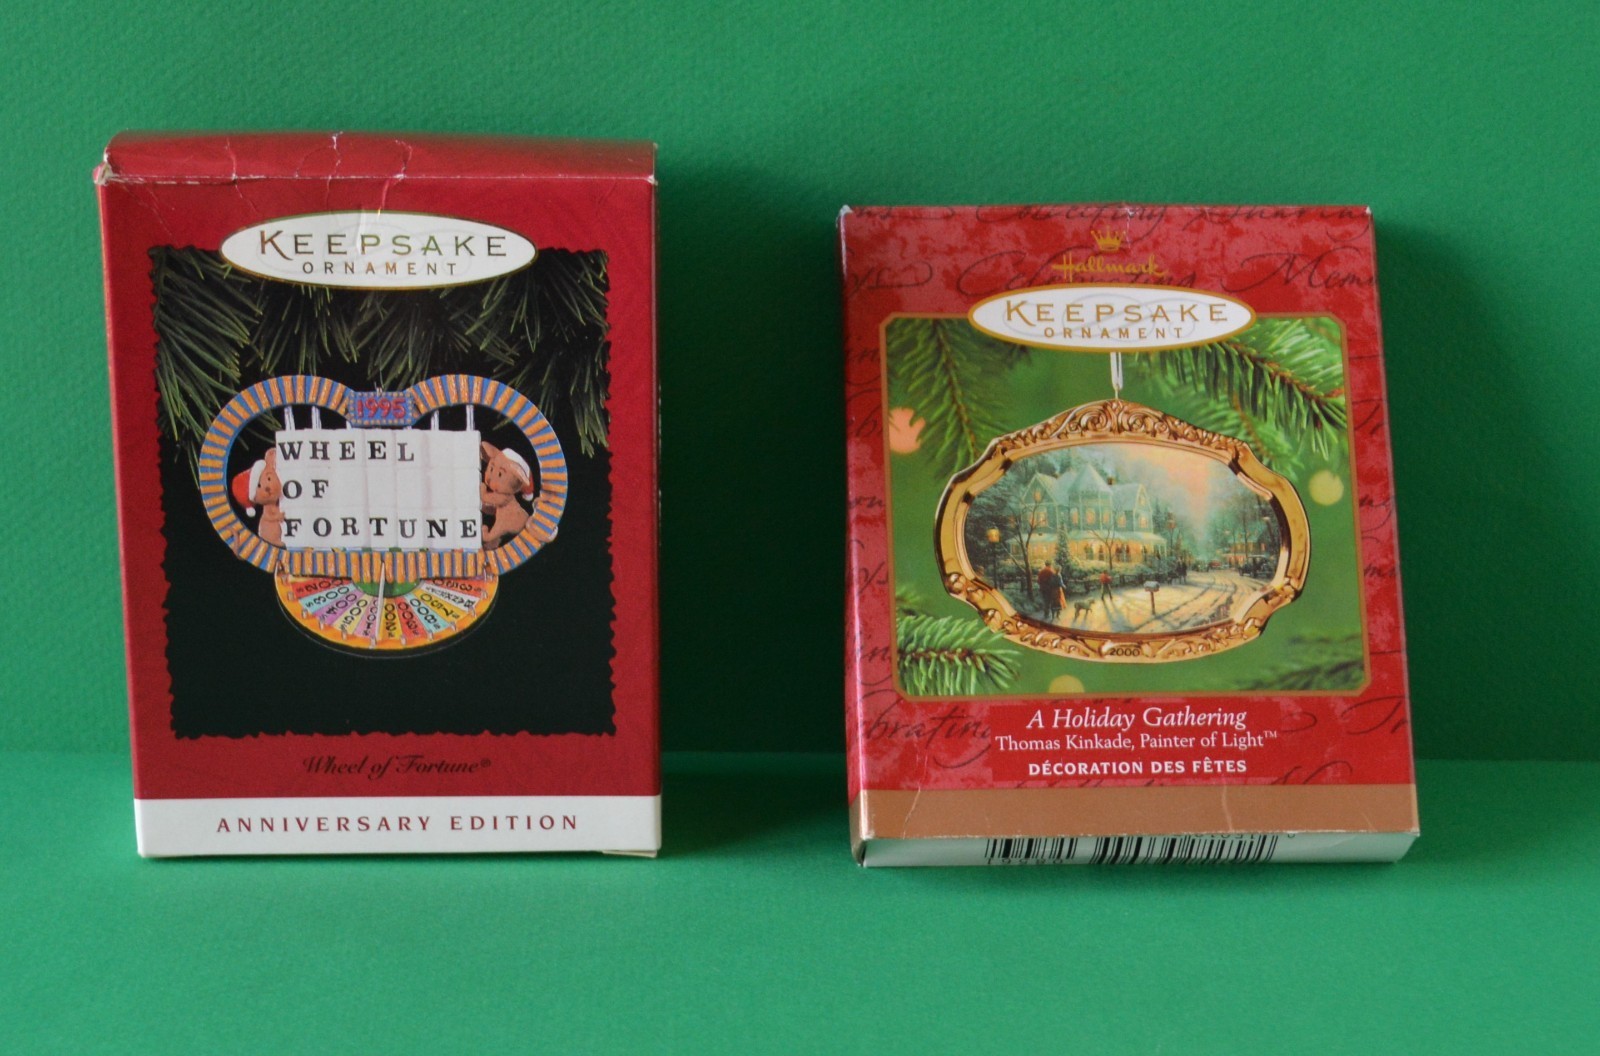 KEEPSAKE
ORNAMENT
1995
WHEEL
OF
FORTUNE
Wheel of Fortune®
ANNIVERSARY EDITION
Hallmark
KEEPSAKE
ORNAMENT
2000
A Holiday Gathering
Thomas Kinkade, Painter of Light™
DÉCORATION DES FÊTES